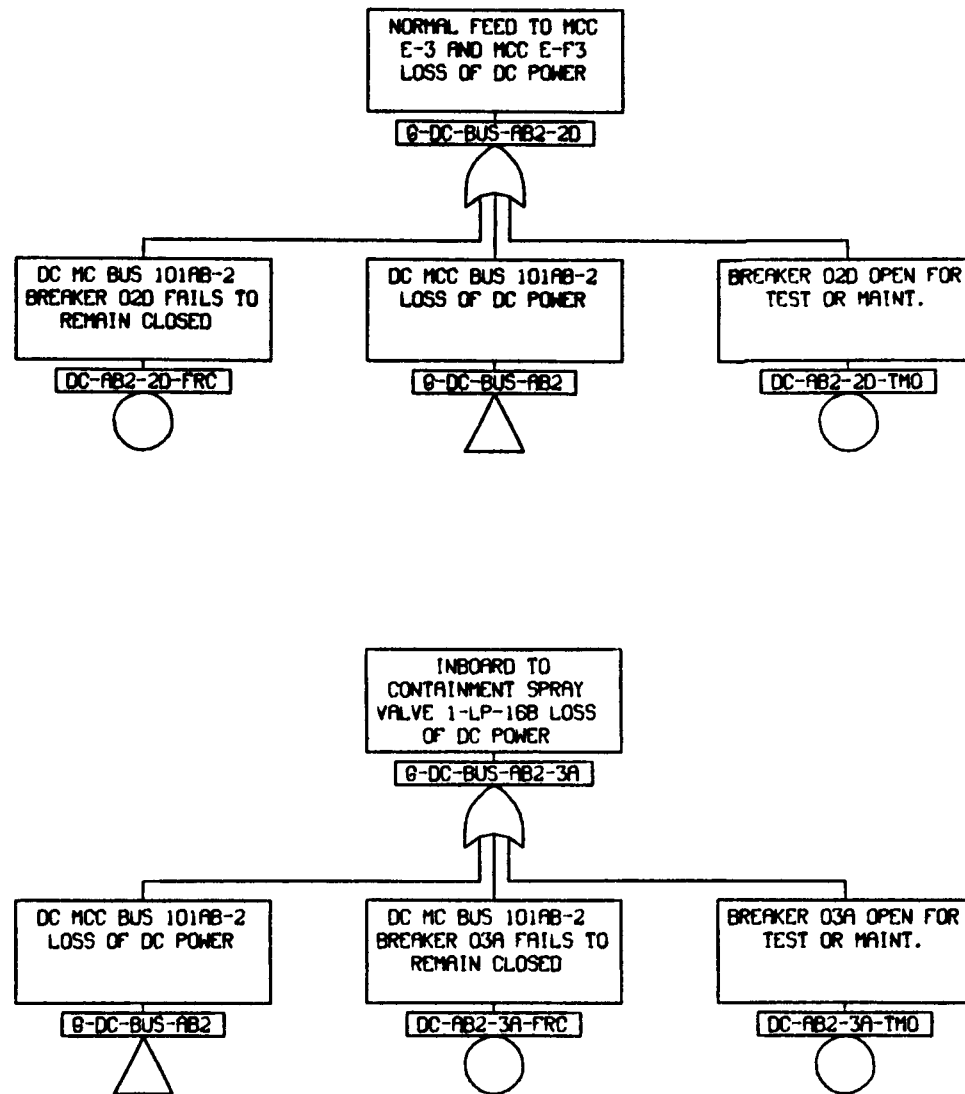 NORMAL FEED TO MCC
E-3 AND MCC E-F3
LOSS OF DC POWER
G-DC-BUS-AB2-2D
DC MC BUS 101AB-2
BREAKER 02D FAILS TO
REMAIN CLOSED
DC-AB2-2D-FRC
DC MCC BUS 101AB-2
LOSS OF DC POWER
G-DC-BUS-AB2
BREAKER 02D OPEN FOR
TEST OR MAINT.
DC-AB2-2D-TMO
INBOARD TO
CONTAINMENT SPRAY
VALVE 1-LP-16B LOSS
OF DC POWER
G-DC-BUS-AB2-3A
DC MCC BUS 101AB-2
LOSS OF DC POWER
G-DC-BUS-AB2
DC MC BUS 101AB-2
BREAKER 03A FAILS TO
REMAIN CLOSED
DC-AB2-3A-FRC
BREAKER 03A OPEN FOR
TEST OR MAINT.
DC-AB2-3A-TMO